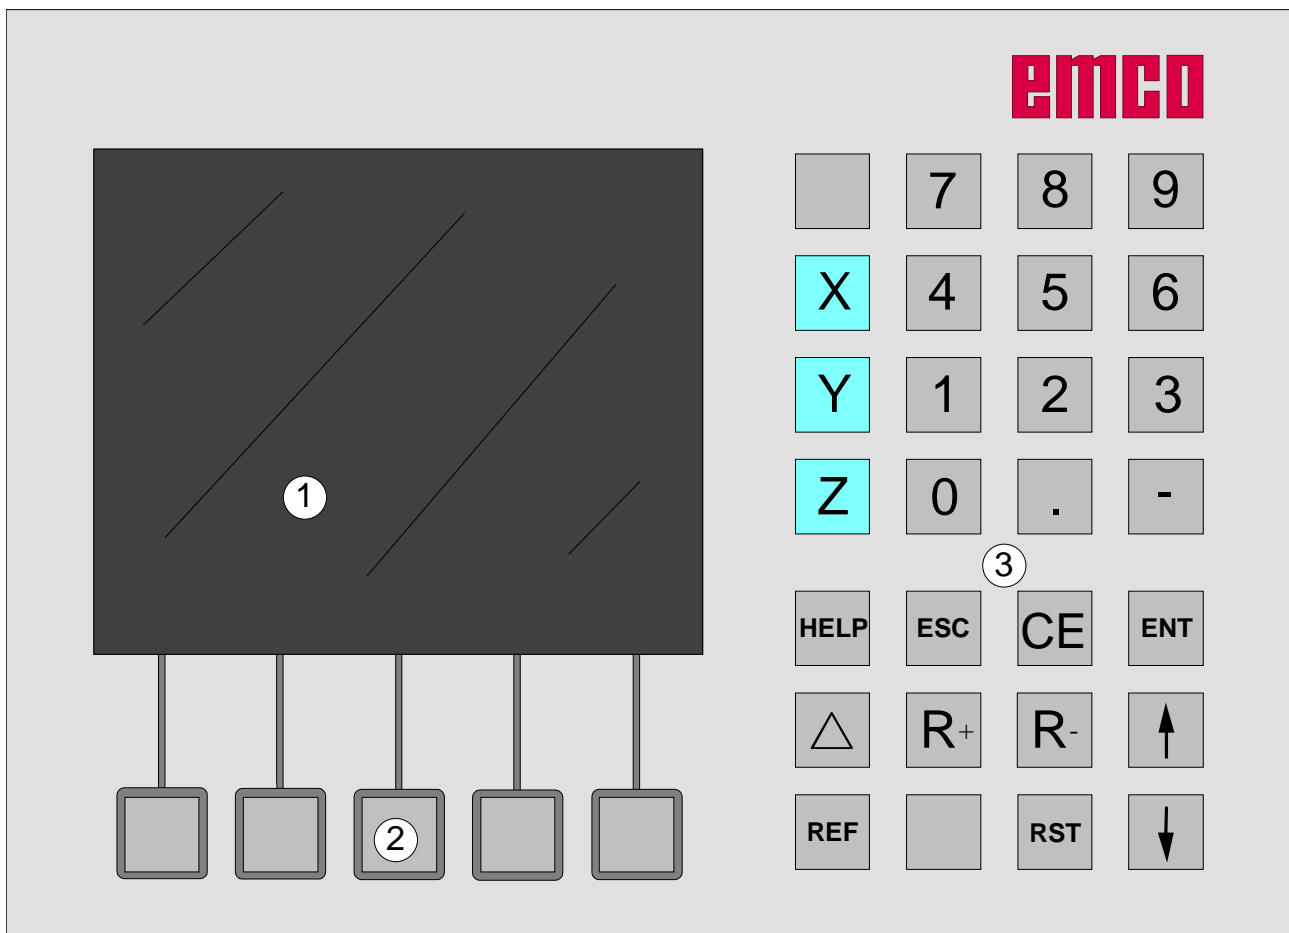 emco
7 8 9
X 4 5 6
Y 1 2 3
Z 0 . -
1
3
HELP ESC CE ENT
R+ R-
2
REF RST